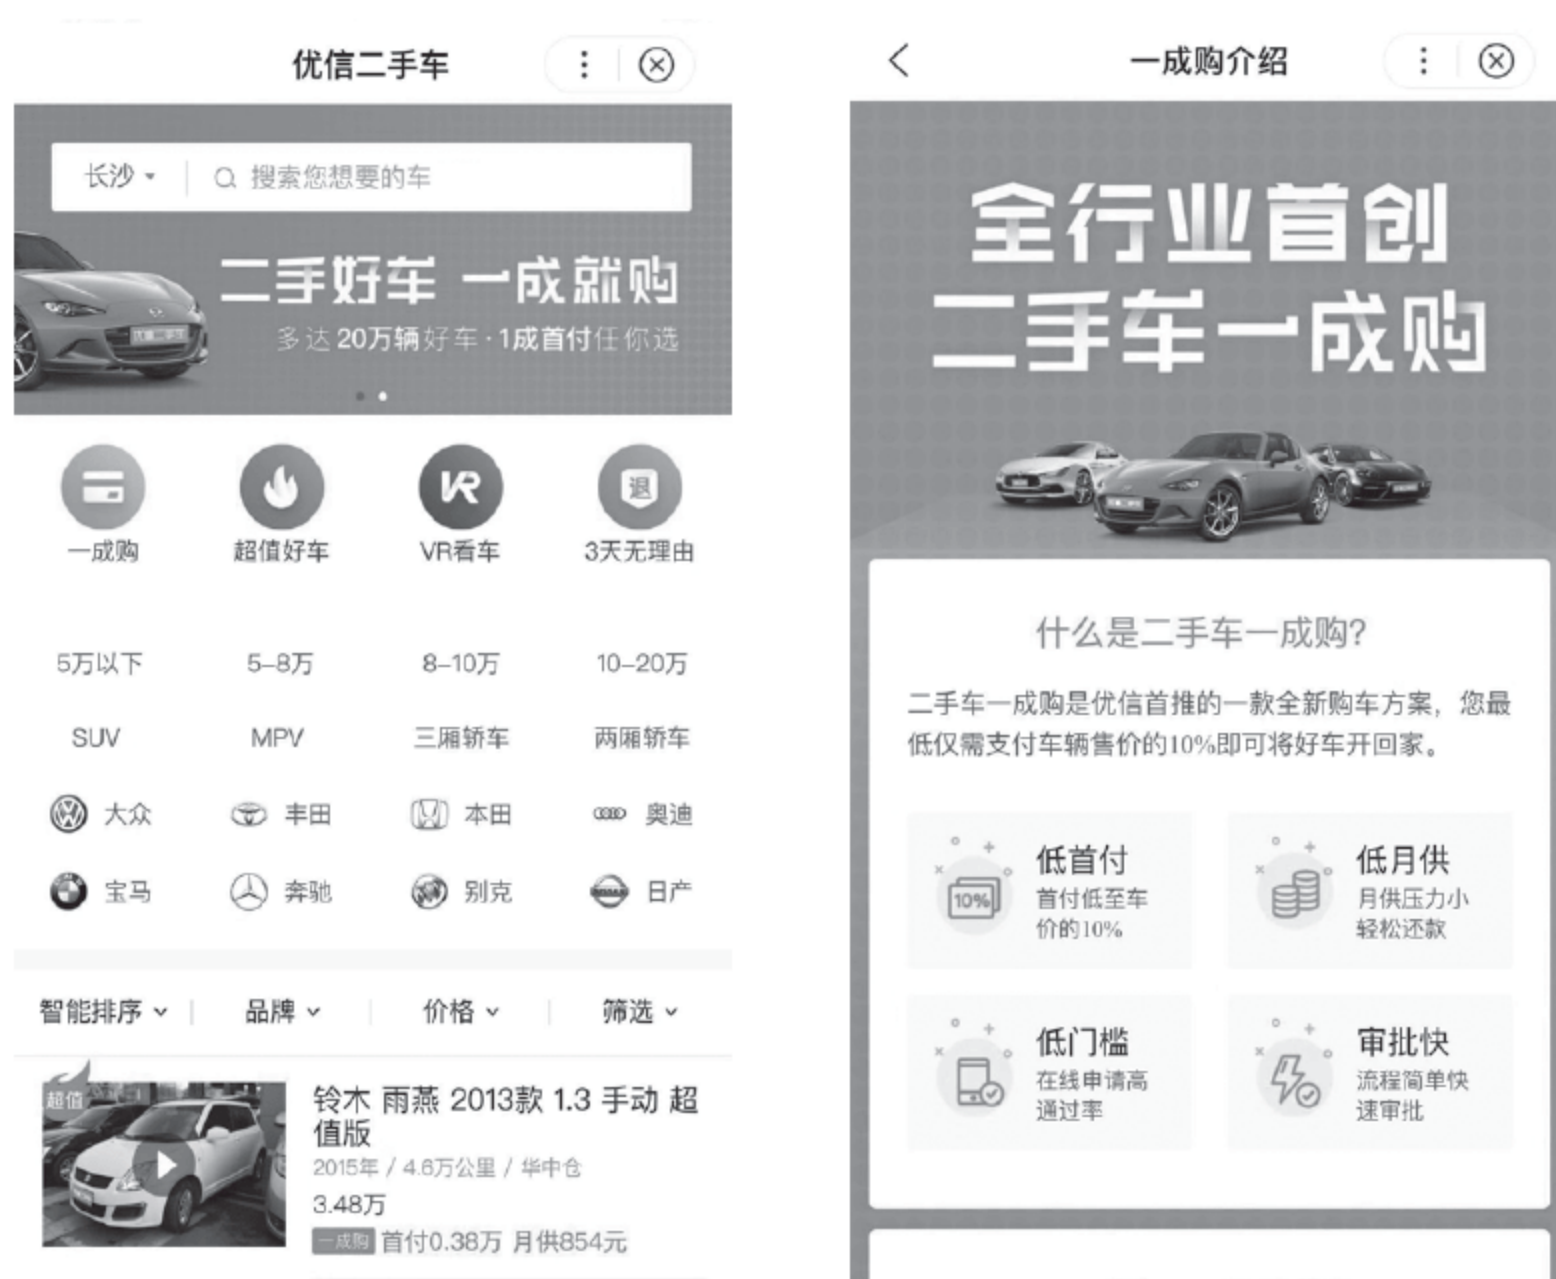 优信二手车
长沙
搜索您想要的车
二手好车 一成就购
多达20万辆好车·1成首付任你选
一成购
超值好车
VR
VR看车
退
3天无理由
5万以下
5-8万
8-10万
10-20万
SUV
MPV
三厢轿车
两厢轿车
大众
丰田
本田
奥迪
宝马
奔驰
别克
日产
智能排序
品牌
价格
筛选
超值
铃木 雨燕 2013款 1.3 手动 超
值版
2015年 / 4.6万公里 / 华中仓
3.48万
一成购 首付0.38万 月供854元
一成购介绍
全行业首创
二手车一成购
什么是二手车一成购?
二手车一成购是优信首推的一款全新购车方案，您最
低仅需支付车辆售价的10%即可将好车开回家。
10%
低首付
首付低至车
价的10%
低月供
月供压力小
轻松还款
低门槛
在线申请高
通过率
审批快
流程简单快
速审批